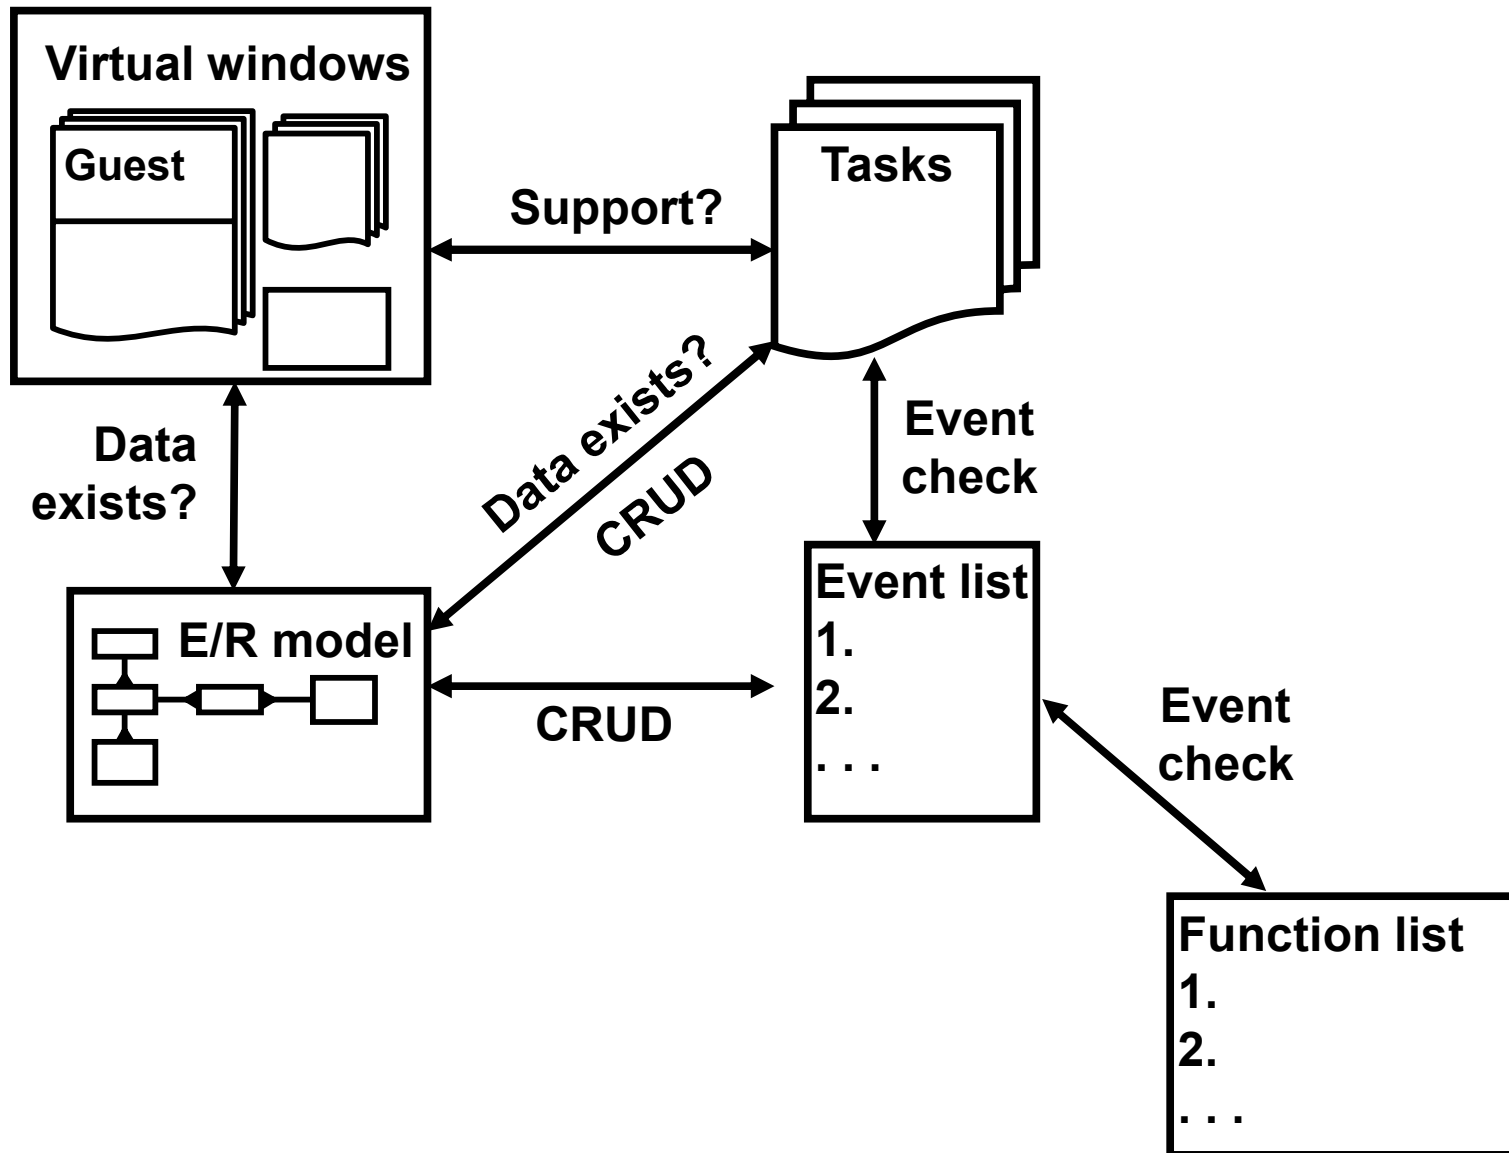 Virtual windows
Guest
Tasks
Support?
Data
exists?
Data exists?
CRUD
Event
check
E/R model
CRUD
Event list
1.
2.
. . .
Event
check
Function list
1.
2.
. . .